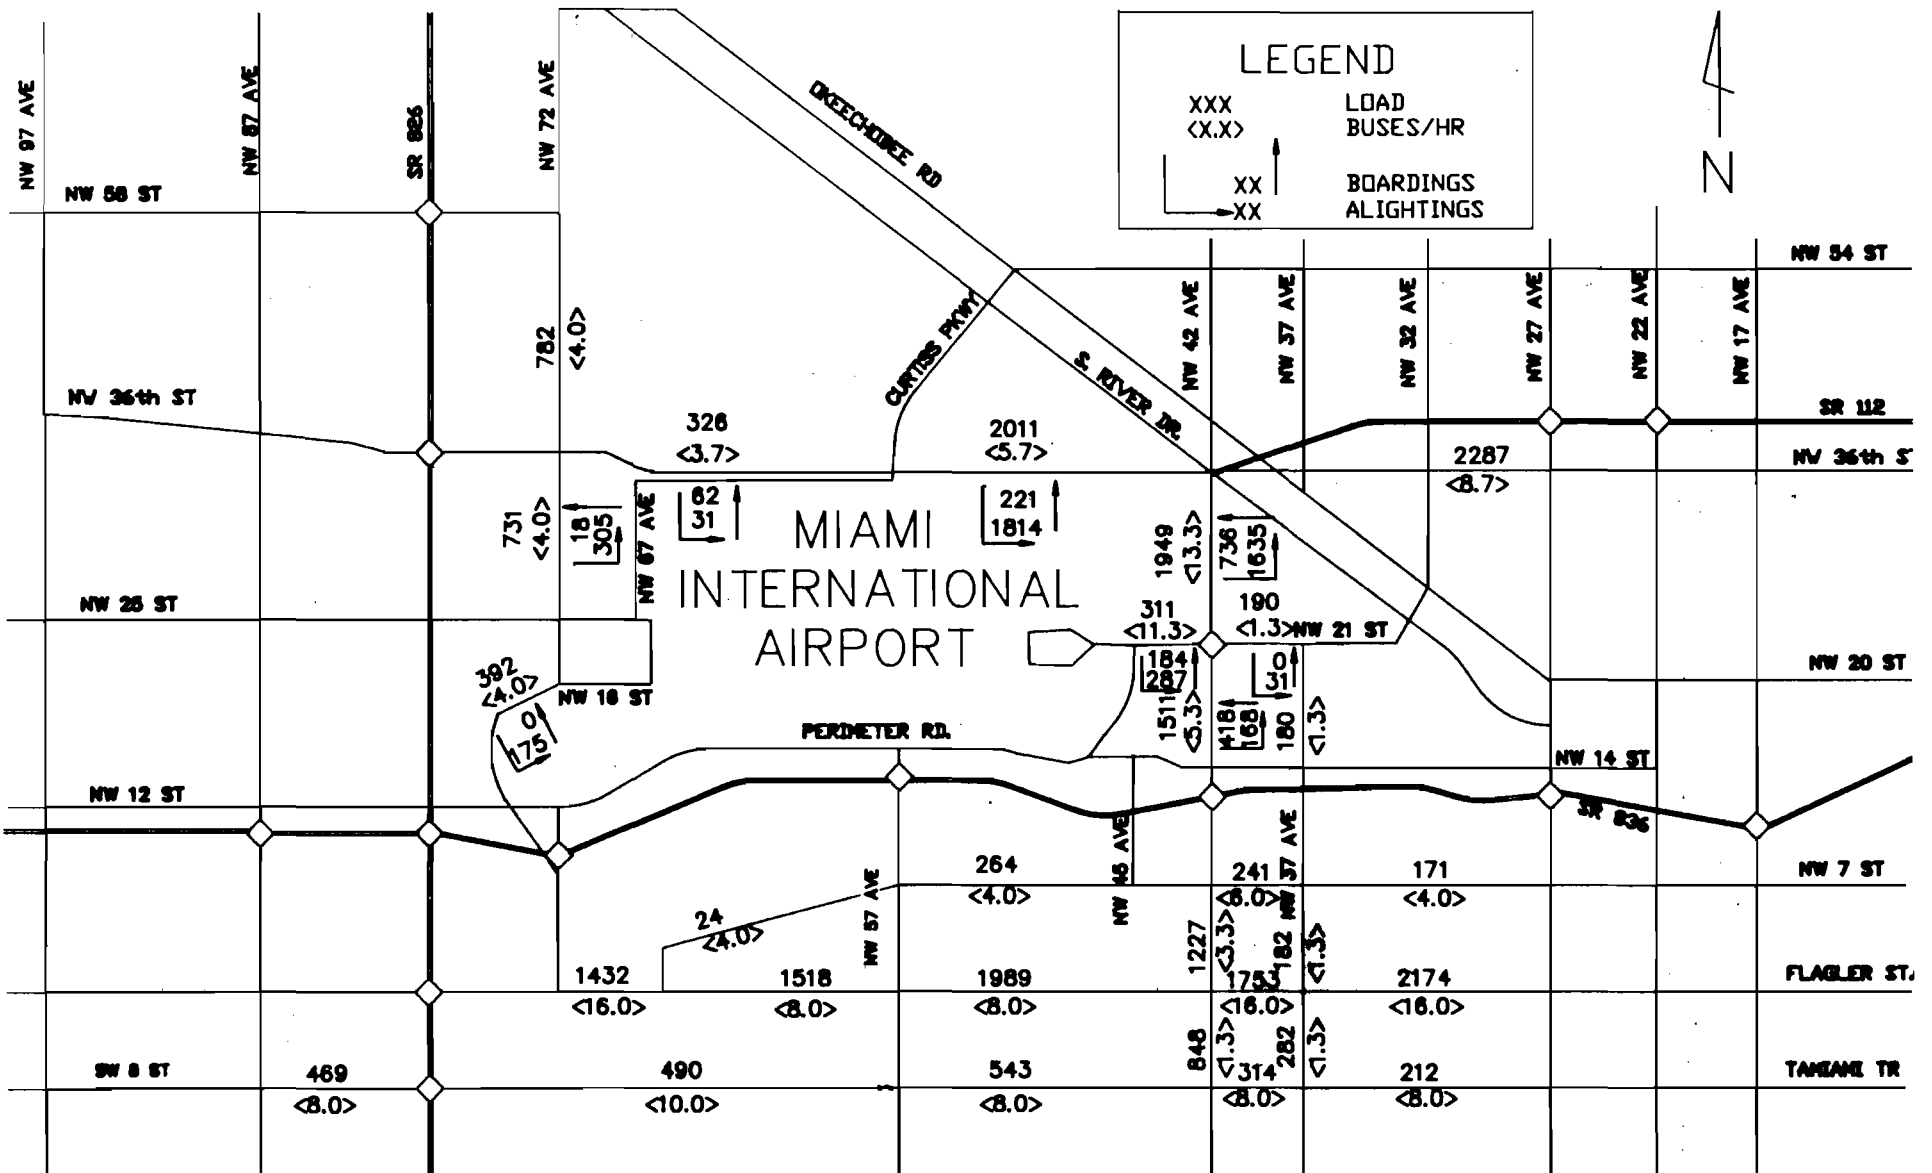 LEGEND
XXX LOAD
<X.X> BUSES/HR
XX BOARDINGS
XX ALIGHTINGS
N
NW 97 AVE
NW 87 AVE
SR 826
NW 72 AVE
OKEECHOBEE RD
NW 58 ST
NW 54 ST
CURTISS PKWY
S. RIVER DR.
NW 42 AVE
NW 37 AVE
NW 32 AVE
NW 27 AVE
NW 22 AVE
NW 17 AVE
782
<4.0>
NW 36th ST
SR 112
326
<3.7>
2011
<5.7>
2287
<8.7>
NW 36th S
731
<4.0>
18
305
NW 67 AVE
62
31
221
1814
MIAMI
INTERNATIONAL
AIRPORT
1949
<13.3>
736
1635
NW 25 ST
311
<11.3>
190
<1.3>
NW 21 ST
184
287
0
31
NW 20 ST
392
<4.0>
NW 18 ST
0
175
1511
<5.3>
418
168
180
<1.3>
PERIMETER RD.
NW 14 ST
NW 12 ST
SR 836
NW 57 AVE
NW 45 AVE
NW 37 AVE
264
<4.0>
241
<6.0>
171
<4.0>
NW 7 ST
24
<4.0>
1227
<3.3>
182
<1.3>
1432
<16.0>
1518
<8.0>
1989
<8.0>
1753
<16.0>
2174
<16.0>
FLAGLER ST.
848
<1.3>
282
<1.3>
SW 8 ST
469
<8.0>
490
<10.0>
543
<8.0>
314
<8.0>
212
<8.0>
TAMIAMI TR